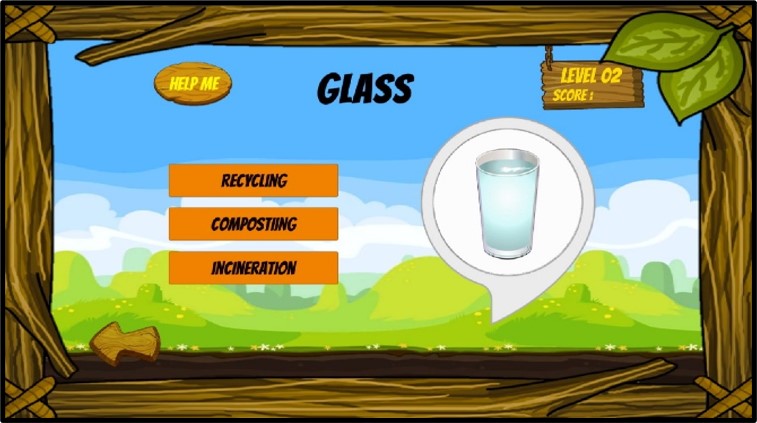 HELP ME
GLASS
LEVEL 02
SCORE :
RECYCLING
COMPOSTIING
INCINERATION